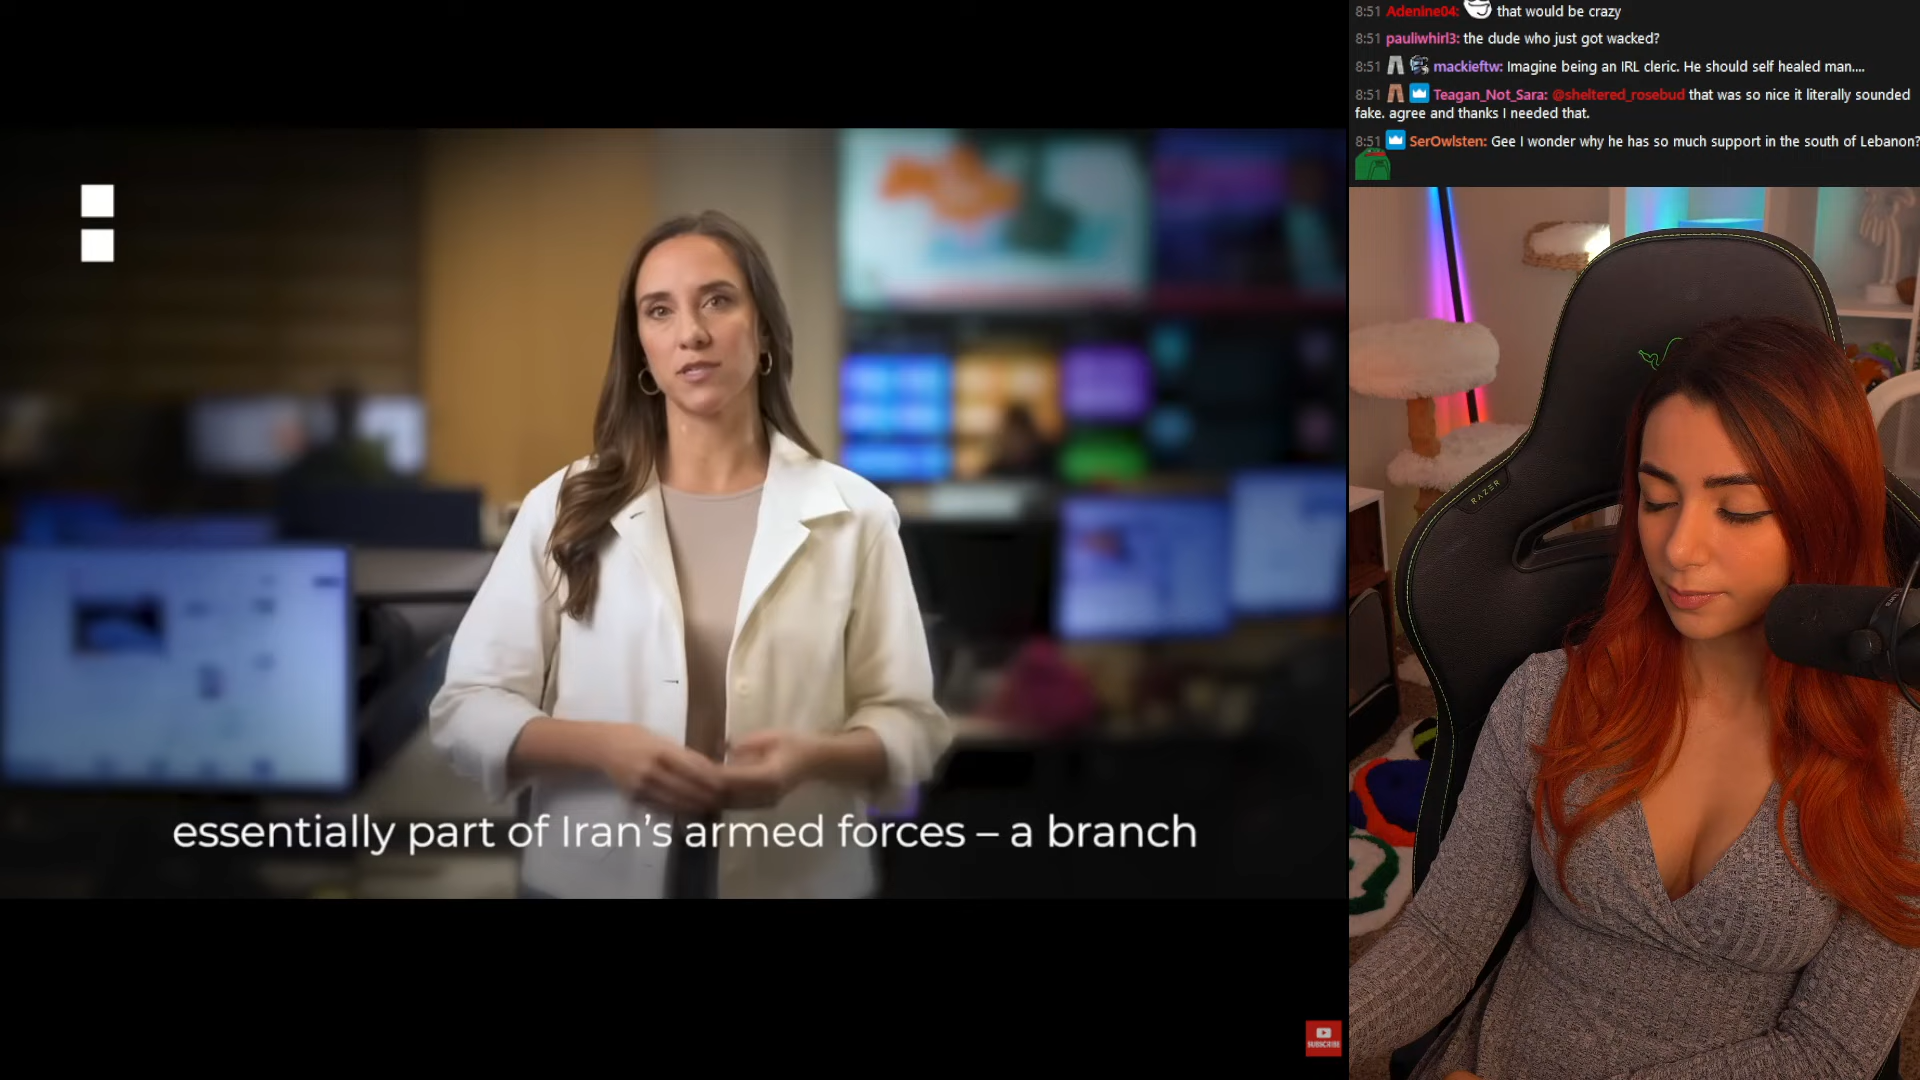 8:51 Adenine04: that would be crazy
8:51 pauliwhirl3: the dude who just got wacked?
8:51 mackieftw: Imagine being an IRL cleric. He should self healed man....
8:51 Teagan_Not_Sara: @sheltered_rosebud that was so nice it literally sounded
fake. agree and thanks I needed that.
8:51 SerOwlsten: Gee I wonder why he has so much support in the south of Lebanon?
RAZER
essentially part of Iran’s armed forces – a branch
SUBSCRIBE